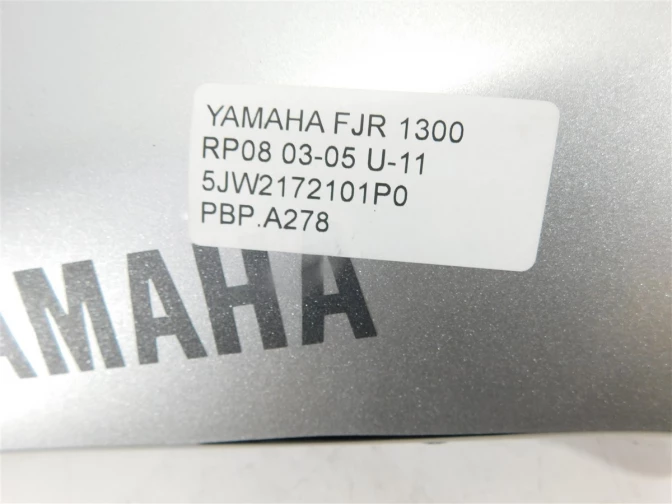 YAMAHA FJR 1300
RP08 03-05 U-11
5JW2172101P0
PBP.A278
AMAHA